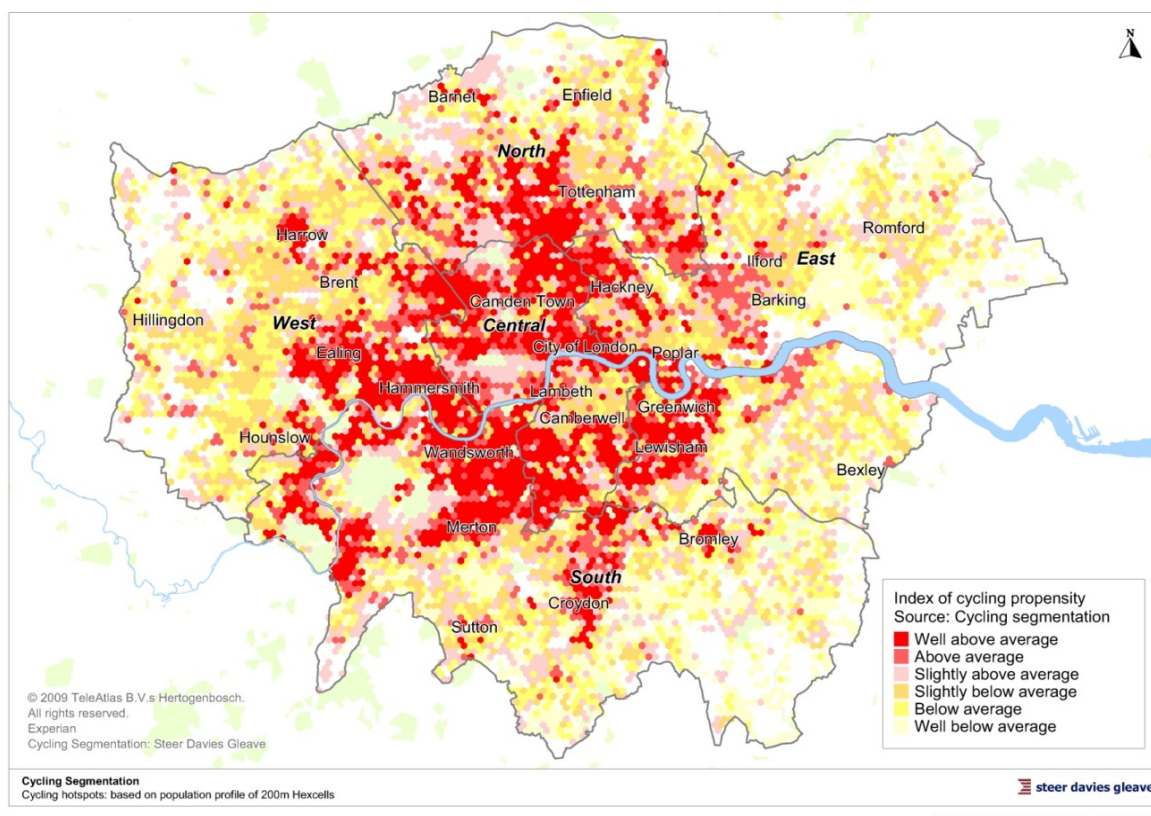 N
Barnet
Enfield
North
Tottenham
Harrow
Romford
Ilford
East
Brent
Hackney
Camden Town
Barking
Hillingdon
West
Central
Ealing
City of London
Poplar
Hammersmith
Lambeth
Greenwich
Camberwell
Hounslow
Wandsworth
Lewisham
Bexley
Merton
Bromley
South
Croydon
Sutton
Index of cycling propensity
Source: Cycling segmentation
Well above average
Above average
Slightly above average
Slightly below average
Below average
Well below average
© 2009 TeleAtlas B.V.s Hertogenbosch.
All rights reserved.
Experian
Cycling Segmentation: Steer Davies Gleave
Cycling Segmentation
Cycling hotspots: based on population profile of 200m Hexcells
steer davies gleave